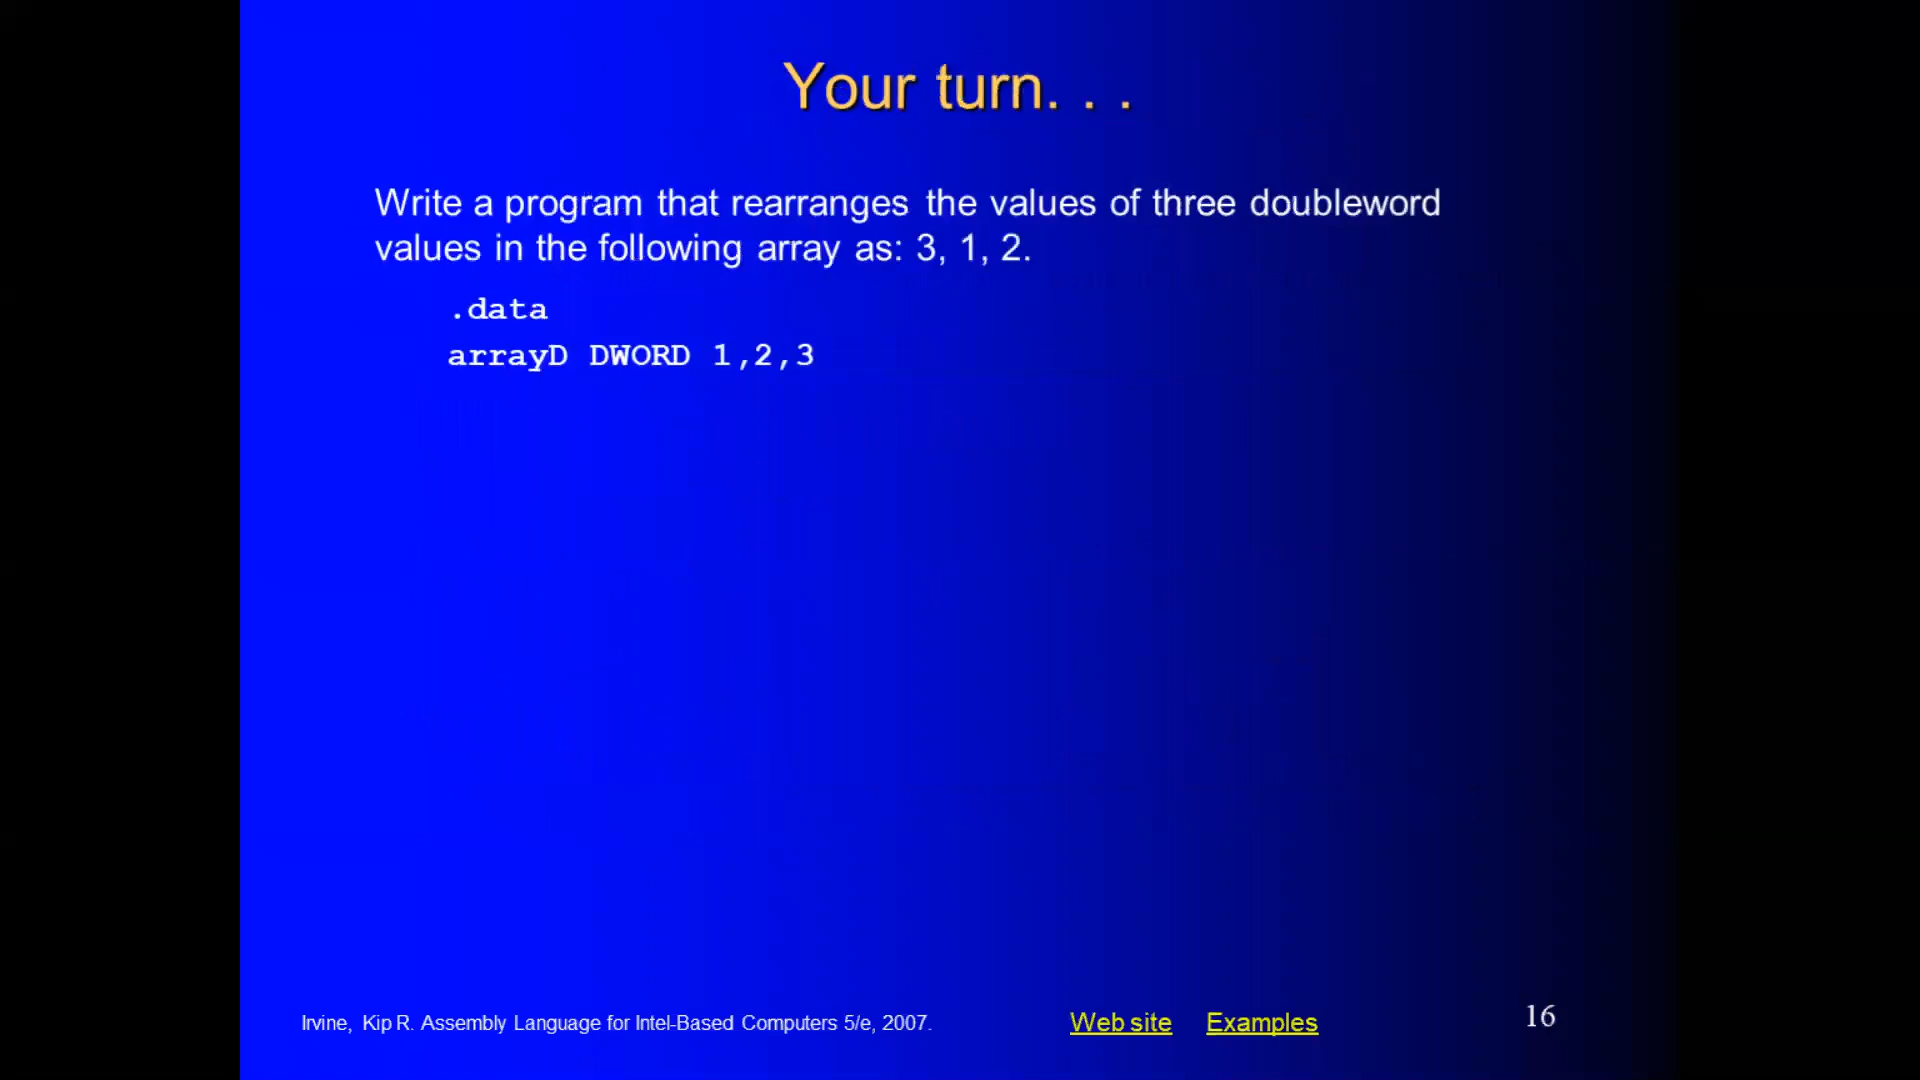 Your turn. . .
Write a program that rearranges the values of three doubleword
values in the following array as: 3, 1, 2.
.data
arrayD DWORD 1,2,3
Irvine, Kip R. Assembly Language for Intel-Based Computers 5/e, 2007.
Web site
Examples
16